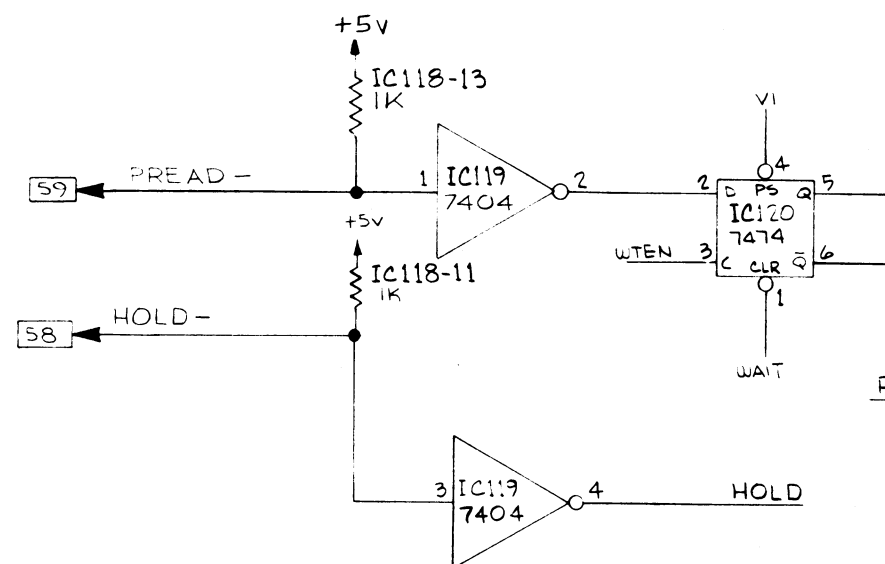 +5V
IC118-13
1K
VI
4
59
PREAD-
1
IC119
7404
2
2
D
PS
Q
5
IC120
7474
+5V
IC118-11
1K
WTEN
3
C
CLR
Q̅
6
1
58
HOLD-
WAIT
3
IC119
7404
4
HOLD